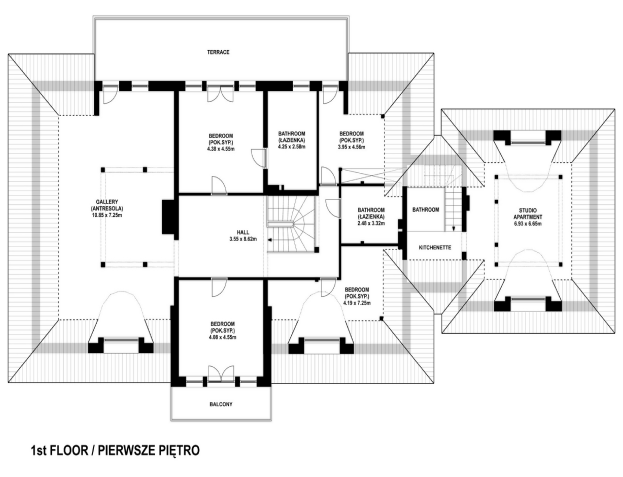 TERRACE
BEDROOM
(POK.SYP.)
4.38 x 4.55m
BATHROOM
(ŁAZIENKA)
4.25 x 2.58m
BEDROOM
(POK.SYP.)
3.95 x 4.56m
GALLERY
(ANTRESOLA)
10.85 x 7.25m
HALL
3.55 x 8.62m
BATHROOM
(ŁAZIENKA)
2.40 x 3.32m
BATHROOM
STUDIO
APARTMENT
6.93 x 6.65m
KITCHENETTE
BEDROOM
(POK.SYP.)
4.19 x 7.25m
BEDROOM
(POK.SYP.)
4.80 x 4.55m
BALCONY
1st FLOOR / PIERWSZE PIĘTRO